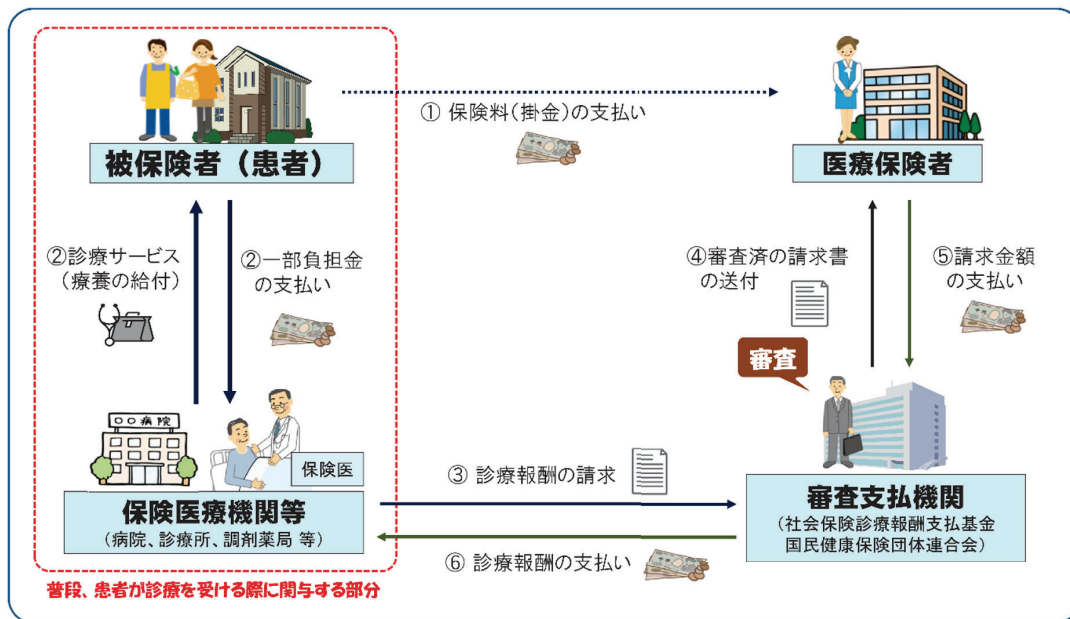 ① 保険料(掛金)の支払い
被保険者（患者）
医療保険者
②診療サービス
（療養の給付）
②一部負担金
の支払い
④審査済の請求書
の送付
⑤請求金額
の支払い
審査
〇〇病院
保険医
③ 診療報酬の請求
保険医療機関等
（病院、診療所、調剤薬局 等）
審査支払機関
（社会保険診療報酬支払基金
国民健康保険団体連合会）
⑥ 診療報酬の支払い
普段、患者が診療を受ける際に関与する部分